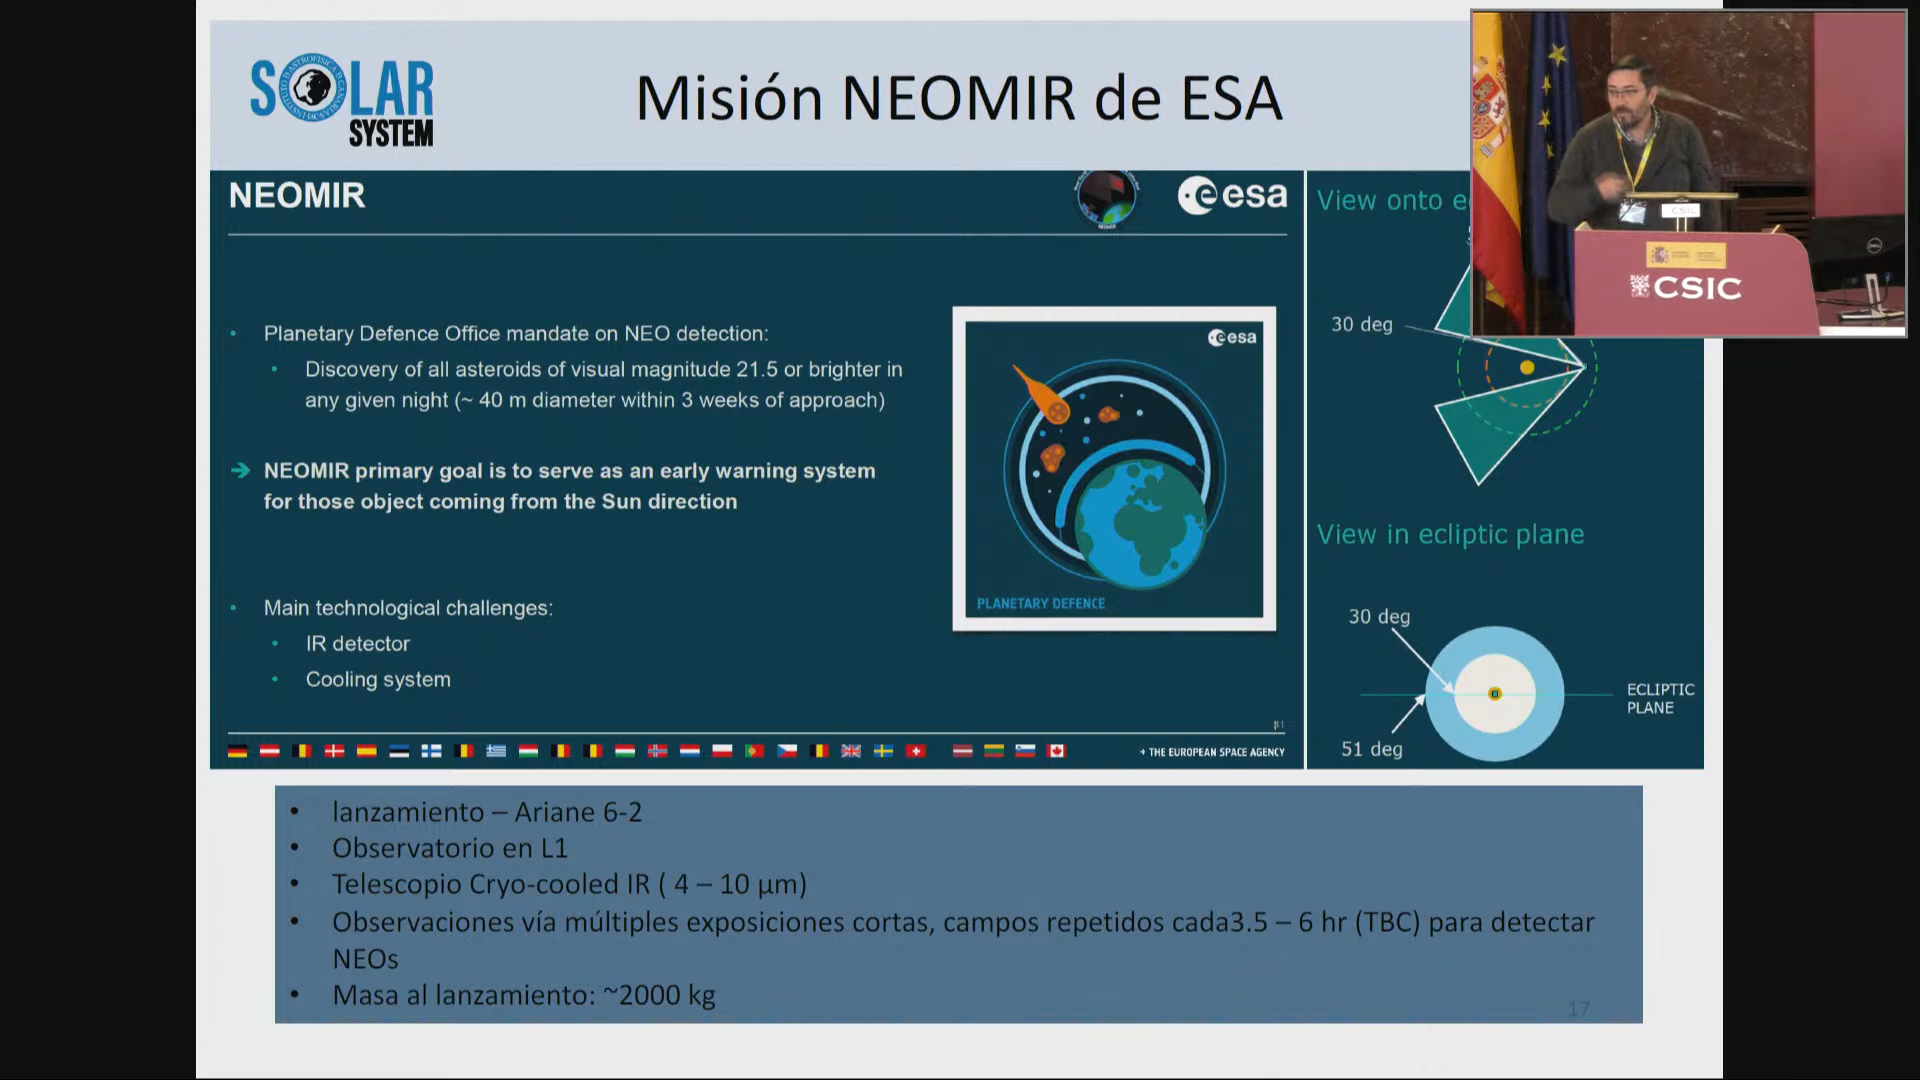 SOLAR
SYSTEM
Misión NEOMIR de ESA
NEOMIR
esa
• Planetary Defence Office mandate on NEO detection:
• Discovery of all asteroids of visual magnitude 21.5 or brighter in
any given night (~ 40 m diameter within 3 weeks of approach)
➔ NEOMIR primary goal is to serve as an early warning system
for those object coming from the Sun direction
• Main technological challenges:
• IR detector
• Cooling system
esa
PLANETARY DEFENCE
→ THE EUROPEAN SPACE AGENCY
View onto
30 deg
View in ecliptic plane
30 deg
ECLIPTIC
PLANE
51 deg
CSIC
CSIC
• lanzamiento – Ariane 6-2
• Observatorio en L1
• Telescopio Cryo-cooled IR ( 4 – 10 µm)
• Observaciones vía múltiples exposiciones cortas, campos repetidos cada3.5 – 6 hr (TBC) para detectar
NEOs
• Masa al lanzamiento: ~2000 kg
17